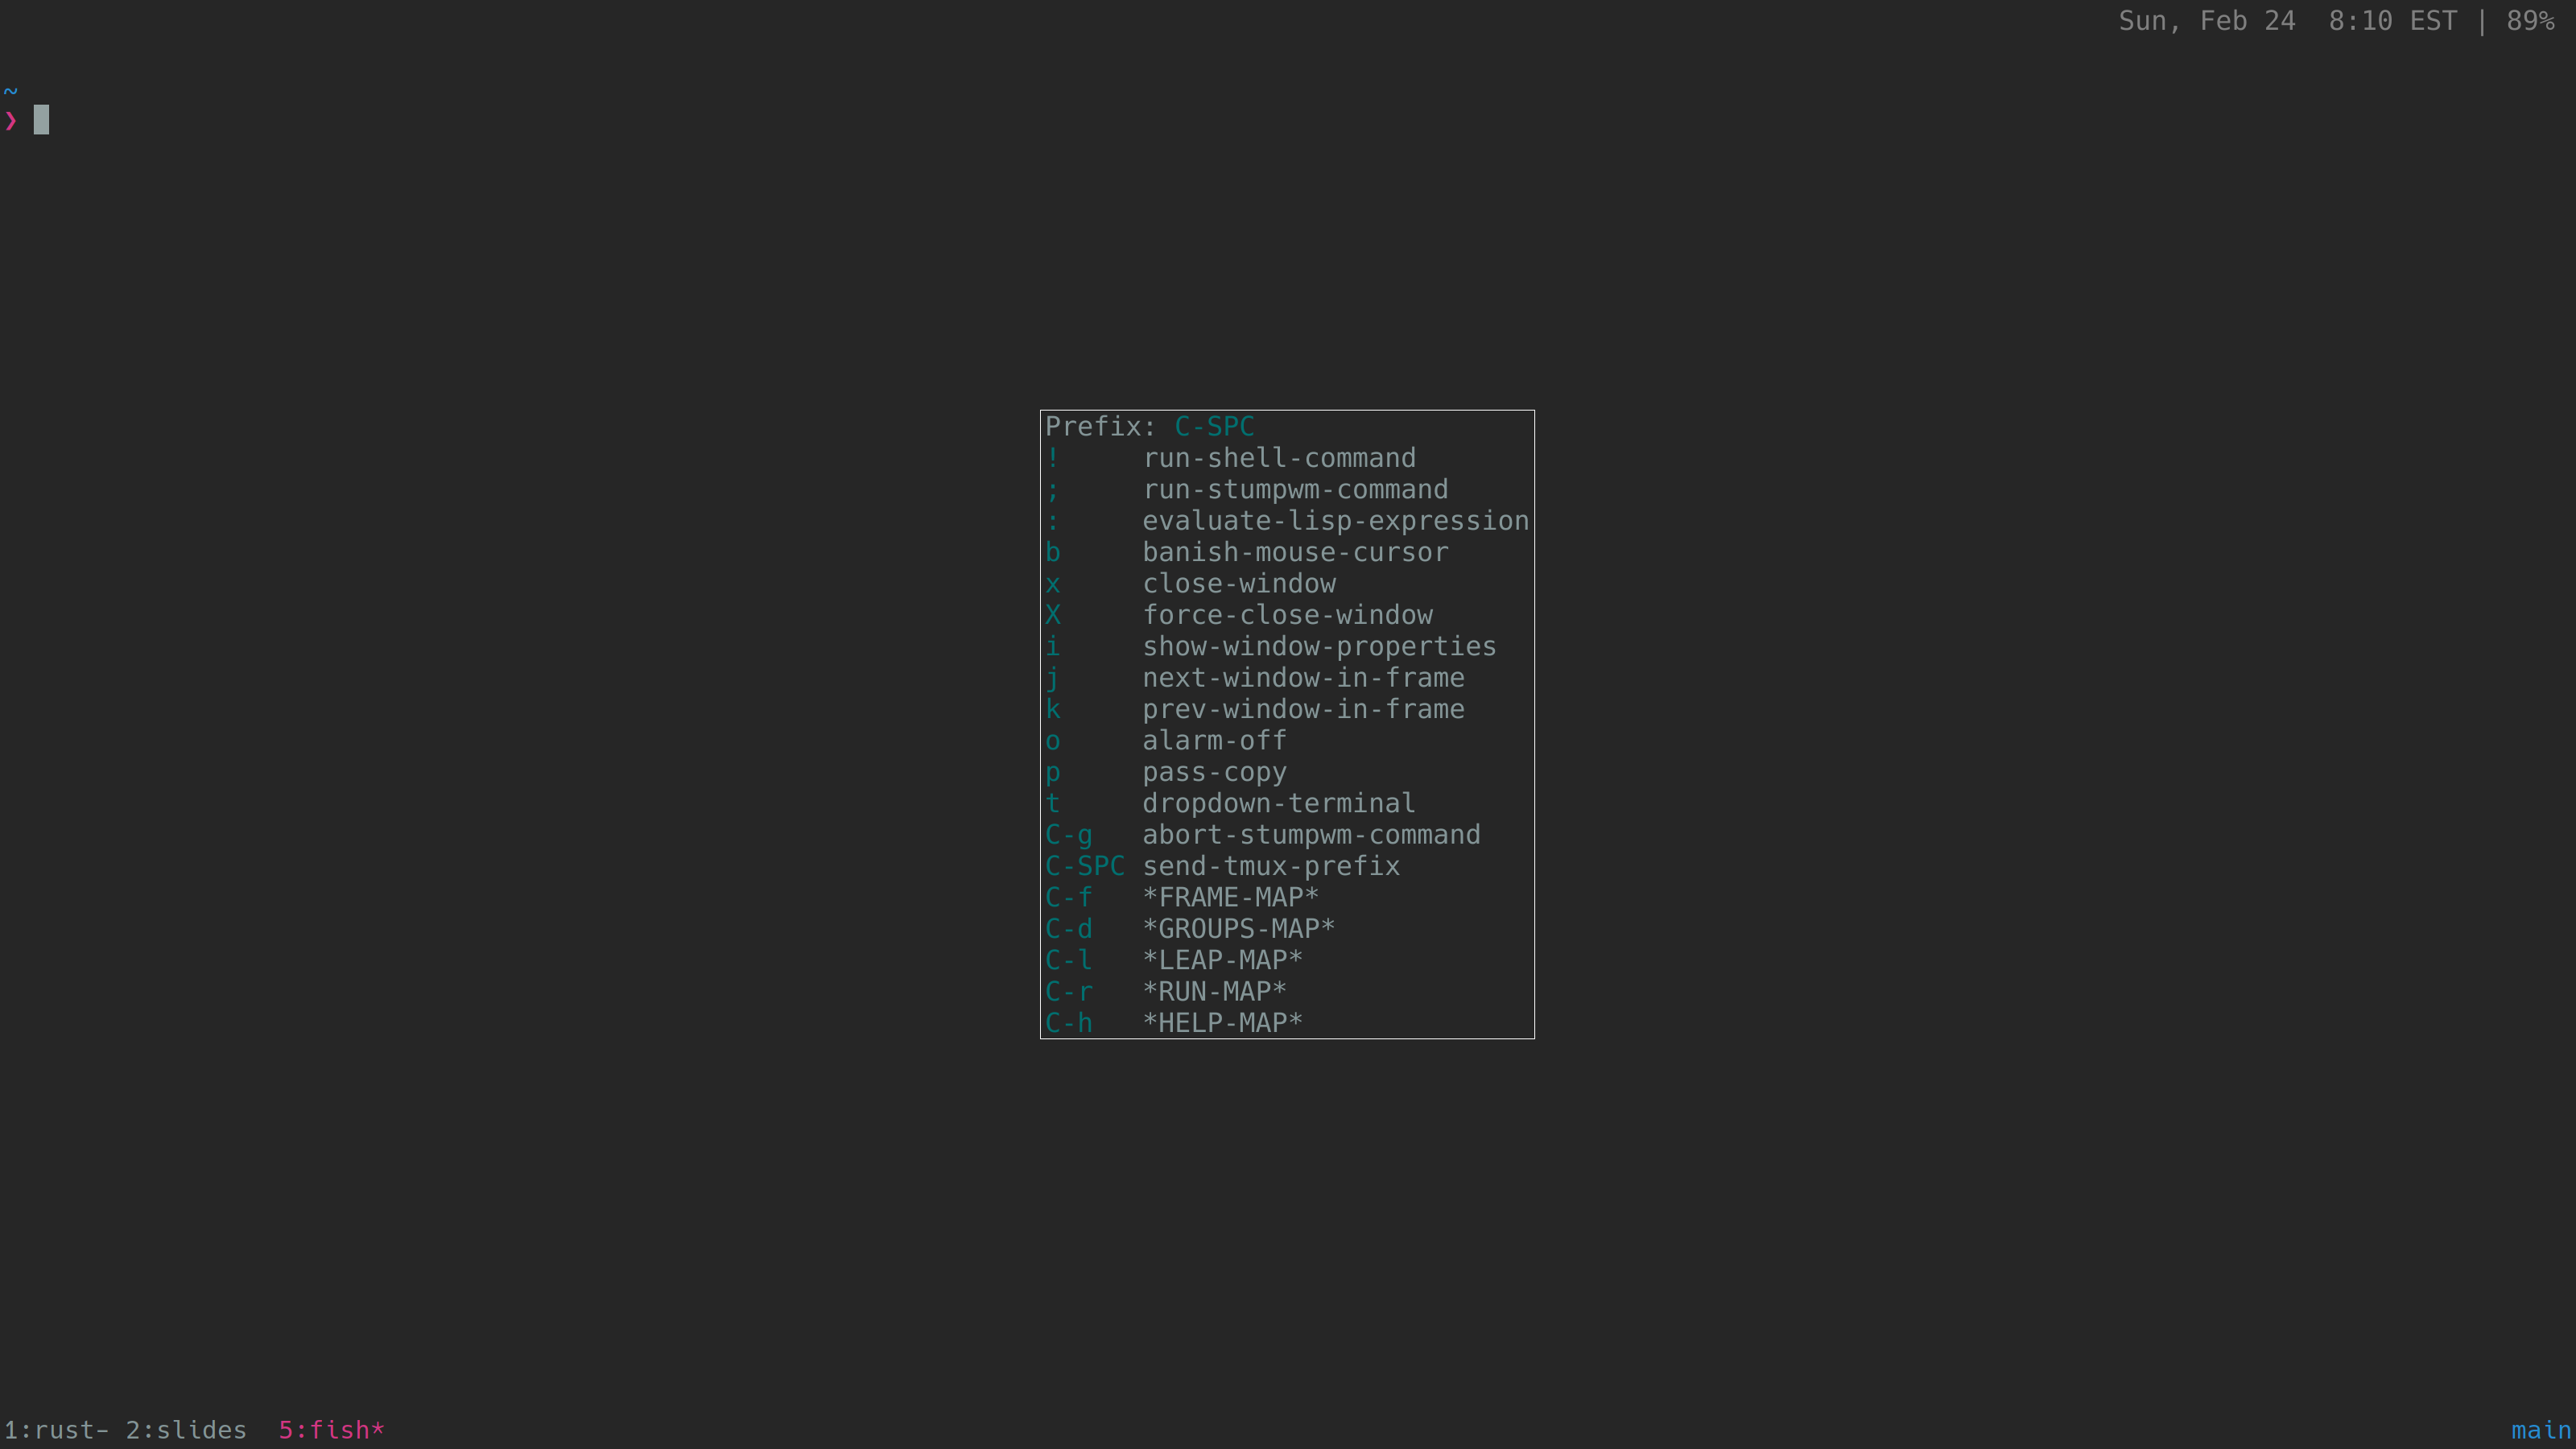 Sun, Feb 24  8:10 EST | 89%
~
❯
Prefix: C-SPC
!     run-shell-command
;     run-stumpwm-command
:     evaluate-lisp-expression
b     banish-mouse-cursor
x     close-window
X     force-close-window
i     show-window-properties
j     next-window-in-frame
k     prev-window-in-frame
o     alarm-off
p     pass-copy
t     dropdown-terminal
C-g   abort-stumpwm-command
C-SPC send-tmux-prefix
C-f   *FRAME-MAP*
C-d   *GROUPS-MAP*
C-l   *LEAP-MAP*
C-r   *RUN-MAP*
C-h   *HELP-MAP*
1:rust- 2:slides  5:fish* main